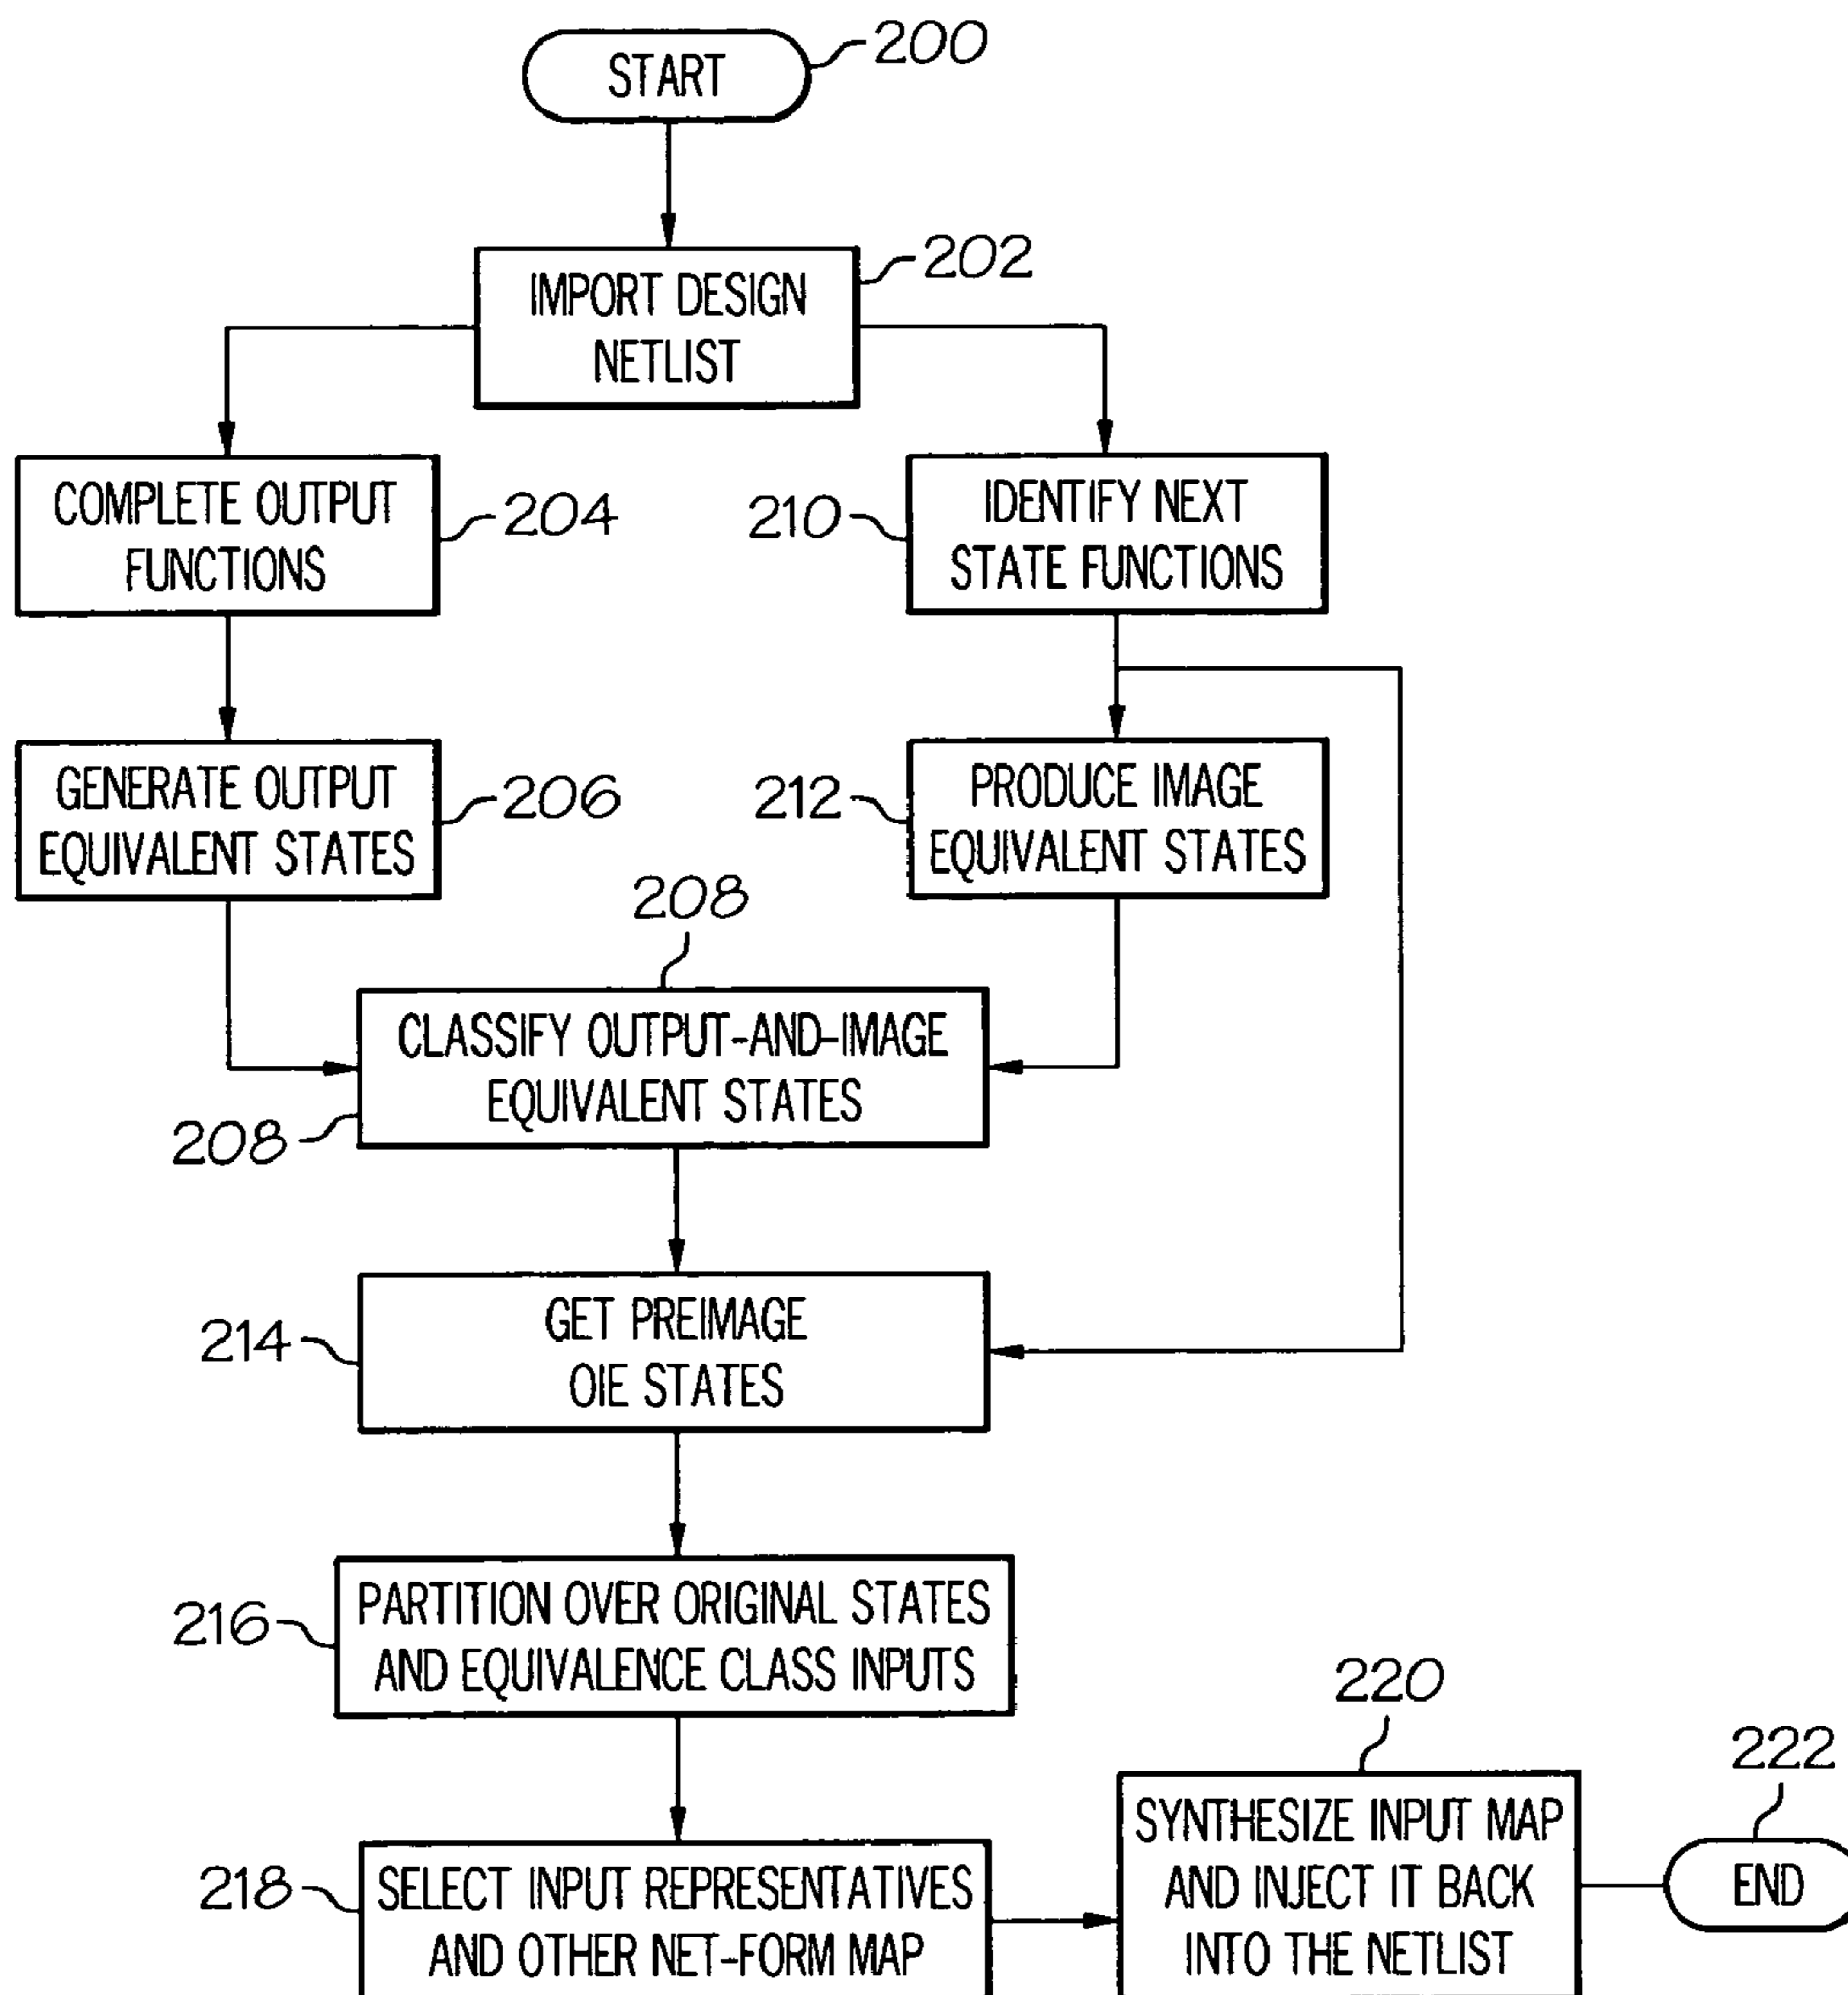 START
200
IMPORT DESIGN
NETLIST
202
COMPLETE OUTPUT
FUNCTIONS
204
210
IDENTIFY NEXT
STATE FUNCTIONS
GENERATE OUTPUT
EQUIVALENT STATES
206
212
PRODUCE IMAGE
EQUIVALENT STATES
208
CLASSIFY OUTPUT-AND-IMAGE
EQUIVALENT STATES
208
214
GET PREIMAGE
OIE STATES
216
PARTITION OVER ORIGINAL STATES
AND EQUIVALENCE CLASS INPUTS
218
SELECT INPUT REPRESENTATIVES
AND OTHER NET-FORM MAP
220
SYNTHESIZE INPUT MAP
AND INJECT IT BACK
INTO THE NETLIST
222
END